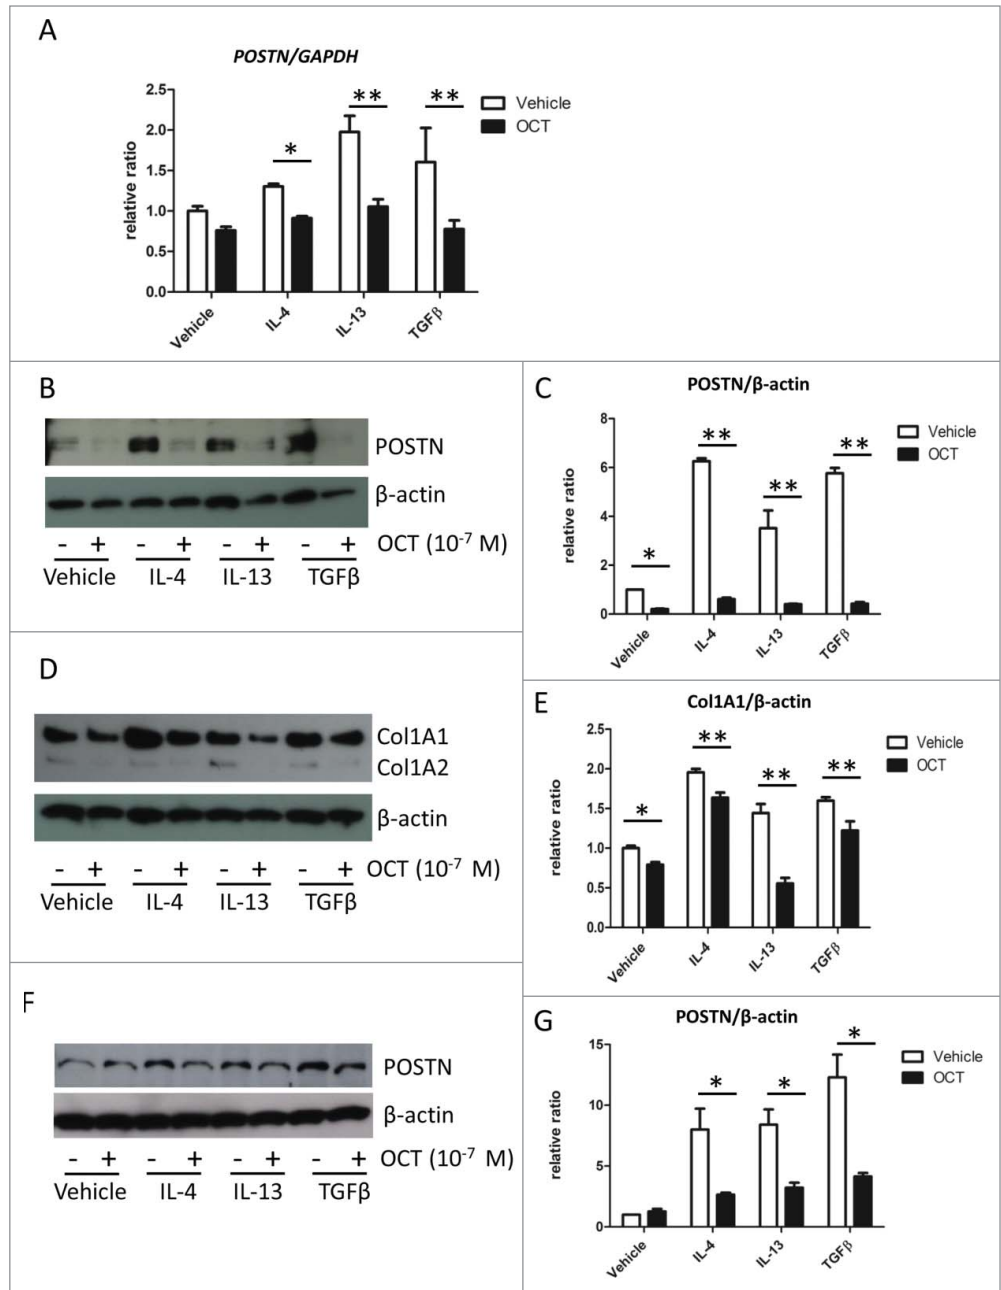 A
POSTN/GAPDH
2.5
2.0
1.5
1.0
0.5
0.0
relative ratio
* ** **
Vehicle
OCT
Vehicle IL-4 IL-13 TGFβ
B
POSTN
β-actin
- + - + - + - + OCT (10-7 M)
Vehicle IL-4 IL-13 TGFβ
C
POSTN/β-actin
8
6
4
2
0
relative ratio
* ** ** **
Vehicle
OCT
Vehicle IL-4 IL-13 TGFβ
D
Col1A1
Col1A2
β-actin
- + - + - + - + OCT (10-7 M)
Vehicle IL-4 IL-13 TGFβ
E
Col1A1/β-actin
2.5
2.0
1.5
1.0
0.5
0.0
relative ratio
* ** ** **
Vehicle
OCT
Vehicle IL-4 IL-13 TGFβ
F
POSTN
β-actin
- + - + - + - + OCT (10-7 M)
Vehicle IL-4 IL-13 TGFβ
G
POSTN/β-actin
15
10
5
0
relative ratio
* * *
Vehicle
OCT
Vehicle IL-4 IL-13 TGFβ